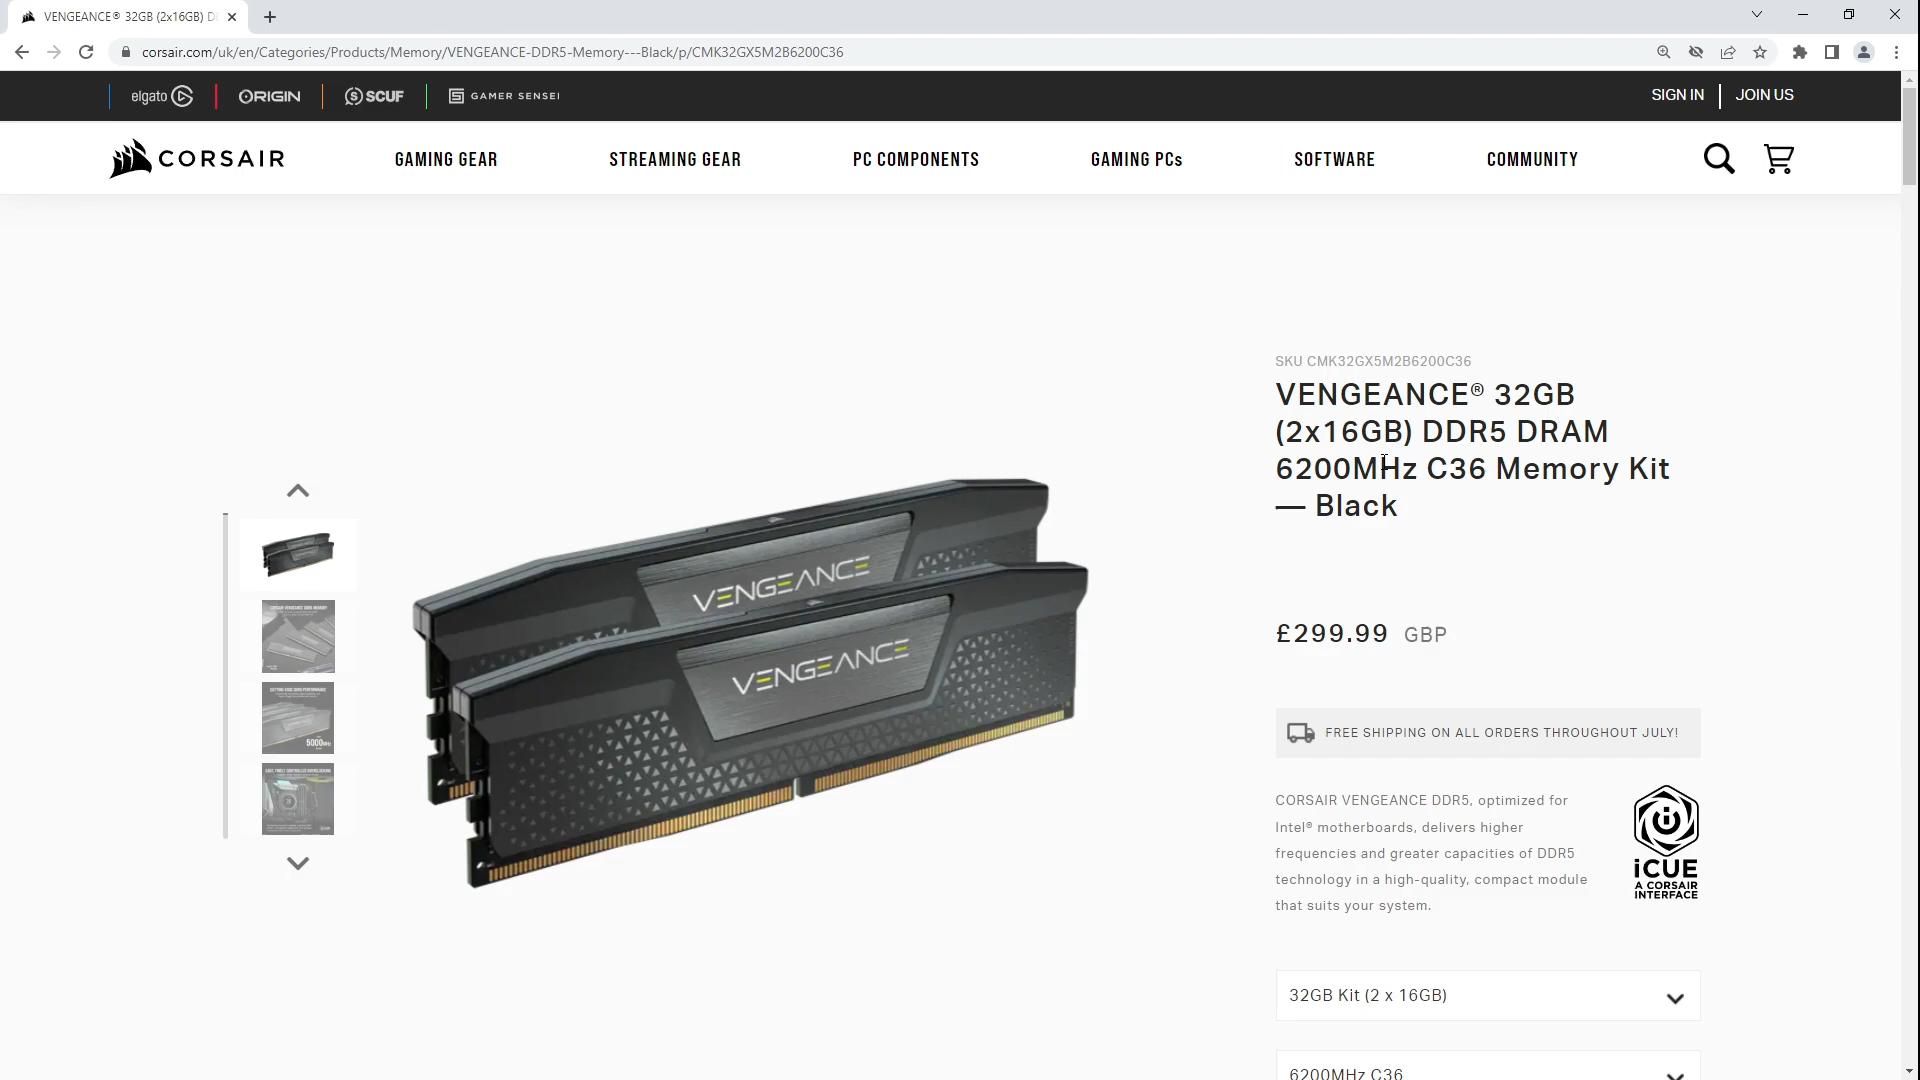 VENGEANCE® 32GB (2x16GB) D
corsair.com/uk/en/Categories/Products/Memory/VENGEANCE-DDR5-Memory---Black/p/CMK32GX5M2B6200C36
elgato
ORIGIN
SCUF
GAMER SENSEI
SIGN IN
JOIN US
CORSAIR
GAMING GEAR
STREAMING GEAR
PC COMPONENTS
GAMING PCs
SOFTWARE
COMMUNITY
SKU CMK32GX5M2B6200C36
VENGEANCE® 32GB
(2x16GB) DDR5 DRAM
6200MHz C36 Memory Kit
— Black
VENGEANCE
VENGEANCE
5000MHz
£299.99 GBP
FREE SHIPPING ON ALL ORDERS THROUGHOUT JULY!
CORSAIR VENGEANCE DDR5, optimized for
Intel® motherboards, delivers higher
frequencies and greater capacities of DDR5
technology in a high-quality, compact module
that suits your system.
iCUE
A CORSAIR
INTERFACE
32GB Kit (2 x 16GB)
6200MHz C36